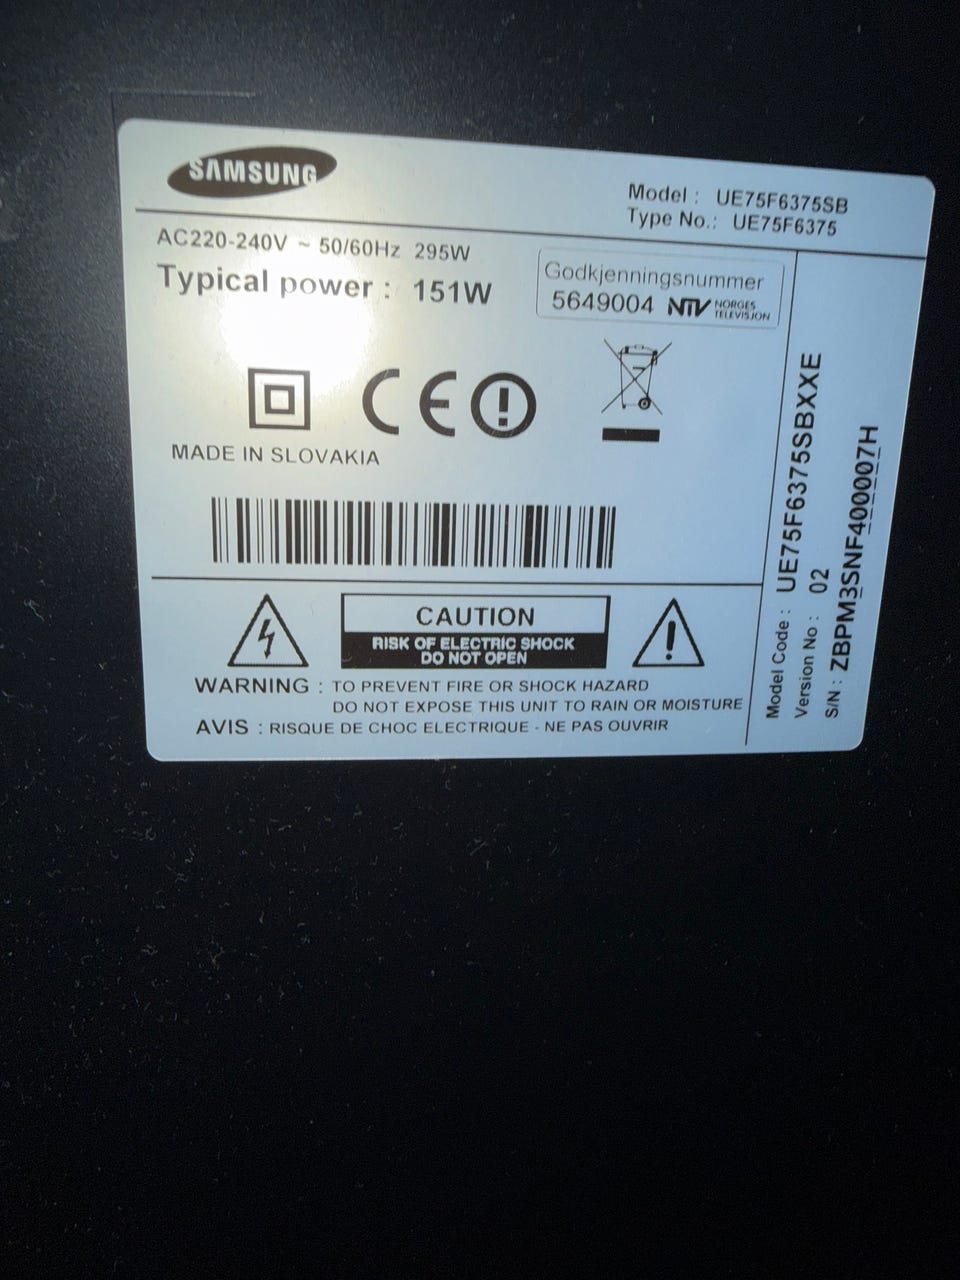 SAMSUNG
Model : UE75F6375SB
Type No.: UE75F6375
AC220-240V ~ 50/60Hz 295W
Typical power : 151W
Godkjenningsnummer
5649004 NTV NORGES
TELEVISJON
CE
MADE IN SLOVAKIA
CAUTION
RISK OF ELECTRIC SHOCK
DO NOT OPEN
WARNING : TO PREVENT FIRE OR SHOCK HAZARD
DO NOT EXPOSE THIS UNIT TO RAIN OR MOISTURE
AVIS : RISQUE DE CHOC ELECTRIQUE - NE PAS OUVRIR
Model Code : UE75F6375SBXXE
Version No : 02
S/N : ZBPM3SNF400007H